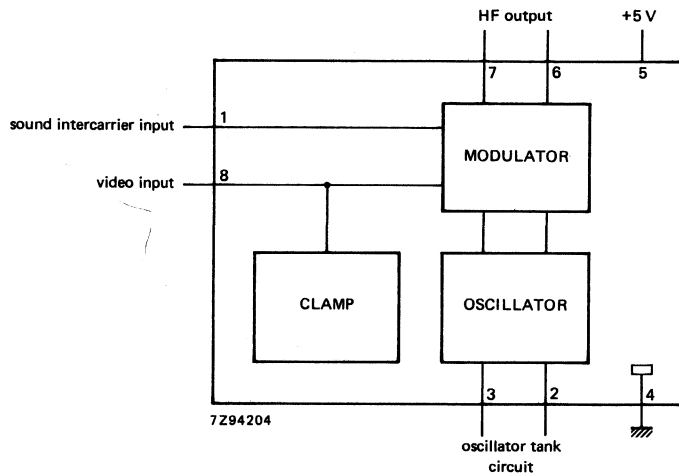 HF output
+5 V
7
6
5
sound intercarrier input
1
MODULATOR
video input
8
CLAMP
OSCILLATOR
3
2
4
7Z94204
oscillator tank
circuit